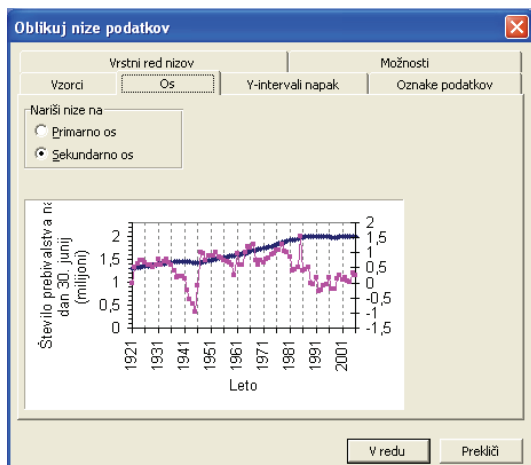 Oblikuj nize podatkov
Vrstni red nizov
Možnosti
Vzorci
Os
Y-intervali napak
Oznake podatkov
Nariši nize na
Primarno os
Sekundarno os
Število prebivalstva na
dan 30. junij
(milijoni)
2
1,5
1
0,5
0
2
1,5
1
0,5
0
-0,5
-1
-1,5
1921
1931
1941
1951
1961
1971
1981
1991
2001
Leto
V redu
Prekliči